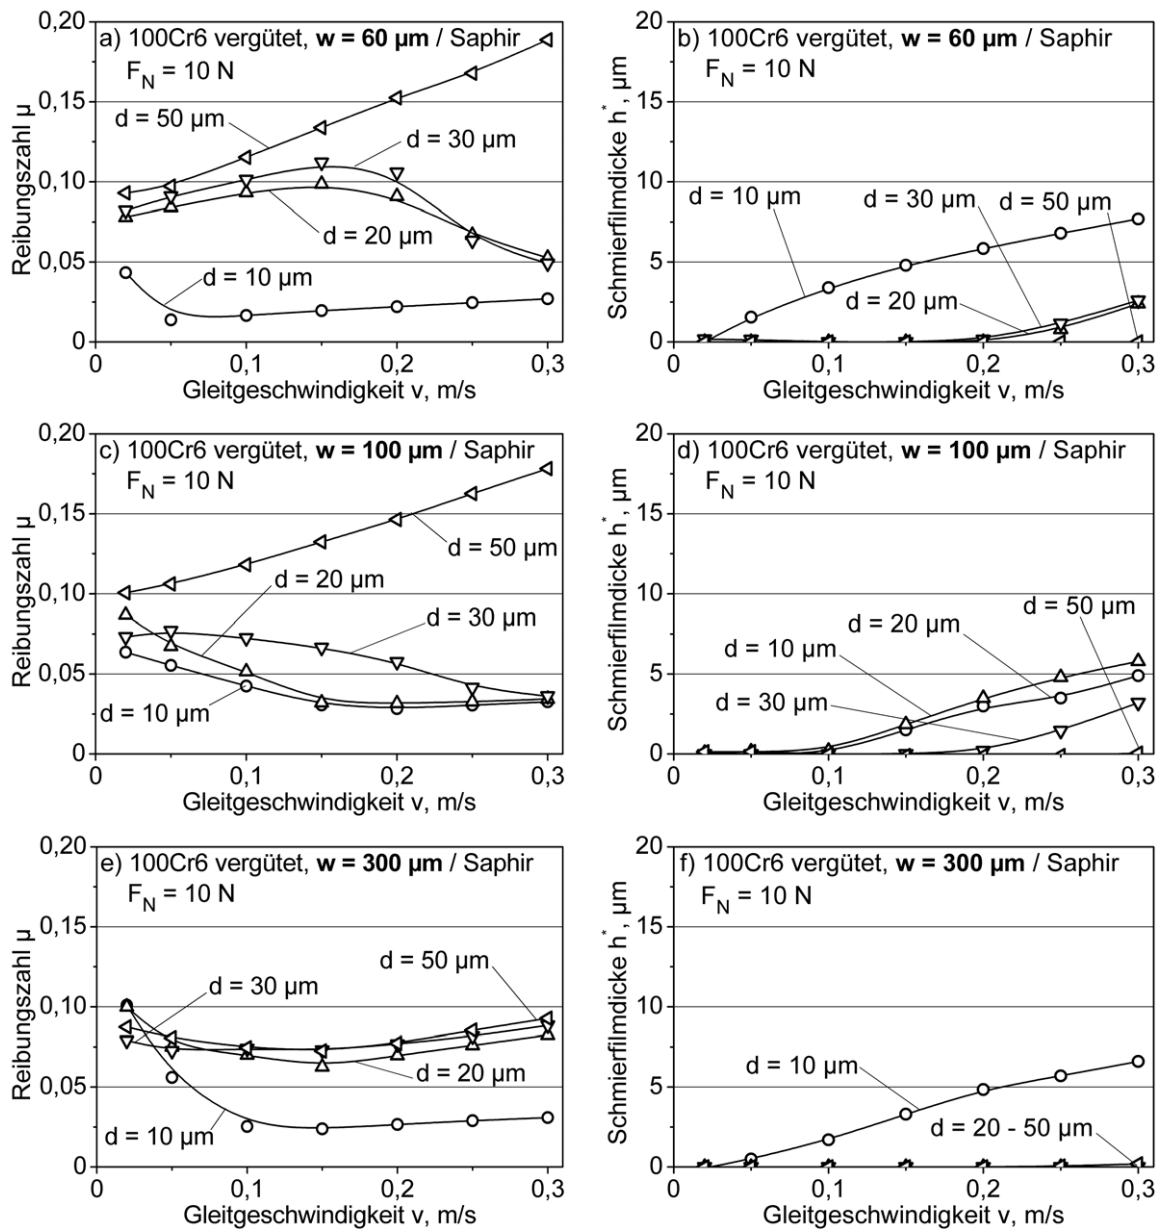 0,20
a) 100Cr6 vergütet, w = 60 µm / Saphir
F_N = 10 N
0,15
d = 50 µm
d = 30 µm
0,10
d = 20 µm
0,05
d = 10 µm
0
0 0,1 0,2 0,3
Reibungszahl µ
Gleitgeschwindigkeit v, m/s
20
b) 100Cr6 vergütet, w = 60 µm / Saphir
F_N = 10 N
15
10
d = 10 µm
d = 30 µm
d = 50 µm
5
d = 20 µm
0
0 0,1 0,2 0,3
Schmierfilmdicke h*, µm
Gleitgeschwindigkeit v, m/s
0,20
c) 100Cr6 vergütet, w = 100 µm / Saphir
F_N = 10 N
0,15
d = 50 µm
d = 20 µm
0,10
d = 30 µm
0,05
d = 10 µm
0
0 0,1 0,2 0,3
Reibungszahl µ
Gleitgeschwindigkeit v, m/s
20
d) 100Cr6 vergütet, w = 100 µm / Saphir
F_N = 10 N
15
10
d = 50 µm
d = 20 µm
d = 10 µm
5
d = 30 µm
0
0 0,1 0,2 0,3
Schmierfilmdicke h*, µm
Gleitgeschwindigkeit v, m/s
0,20
e) 100Cr6 vergütet, w = 300 µm / Saphir
F_N = 10 N
0,15
d = 50 µm
d = 30 µm
0,10
d = 20 µm
0,05
d = 10 µm
0
0 0,1 0,2 0,3
Reibungszahl µ
Gleitgeschwindigkeit v, m/s
20
f) 100Cr6 vergütet, w = 300 µm / Saphir
F_N = 10 N
15
10
d = 10 µm
5
d = 20 - 50 µm
0
0 0,1 0,2 0,3
Schmierfilmdicke h*, µm
Gleitgeschwindigkeit v, m/s